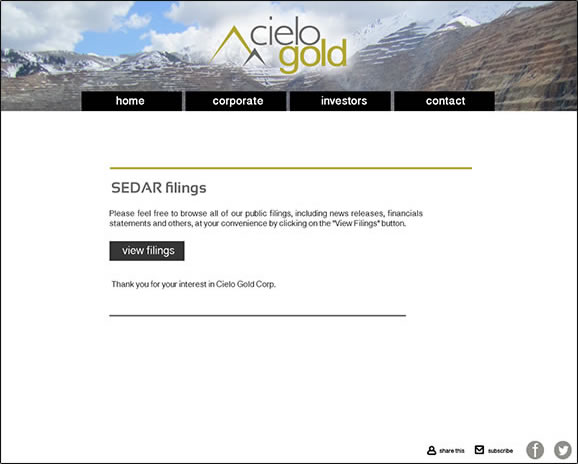 cielo
gold
home corporate investors contact
SEDAR filings
Please feel free to browse all of our public filings, including news releases, financials
statements and others, at your convenience by clicking on the "View Filings" button.
view filings
Thank you for your interest in Cielo Gold Corp.
share this subscribe f